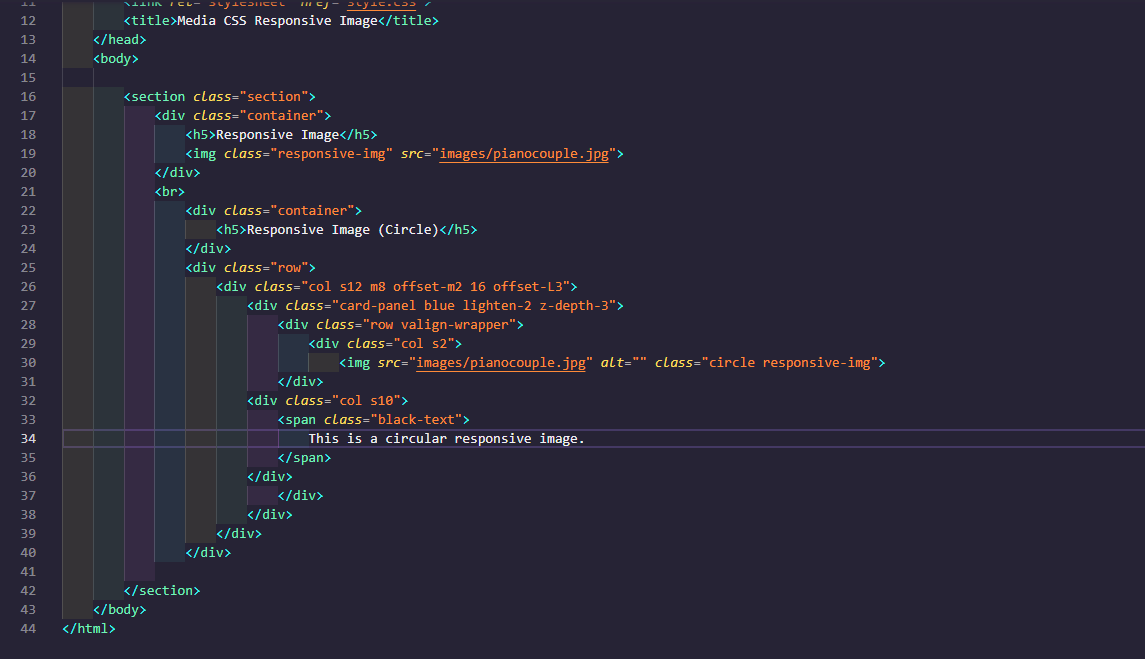 11 <link rel="stylesheet" href="style.css">
12 <title>Media CSS Responsive Image</title>
13 </head>
14 <body>
15
16 <section class="section">
17 <div class="container">
18 <h5>Responsive Image</h5>
19 <img class="responsive-img" src="images/pianocouple.jpg">
20 </div>
21 <br>
22 <div class="container">
23 <h5>Responsive Image (Circle)</h5>
24 </div>
25 <div class="row">
26 <div class="col s12 m8 offset-m2 16 offset-L3">
27 <div class="card-panel blue lighten-2 z-depth-3">
28 <div class="row valign-wrapper">
29 <div class="col s2">
30 <img src="images/pianocouple.jpg" alt="" class="circle responsive-img">
31 </div>
32 <div class="col s10">
33 <span class="black-text">
34 This is a circular responsive image.
35 </span>
36 </div>
37 </div>
38 </div>
39 </div>
40 </div>
41
42 </section>
43 </body>
44 </html>